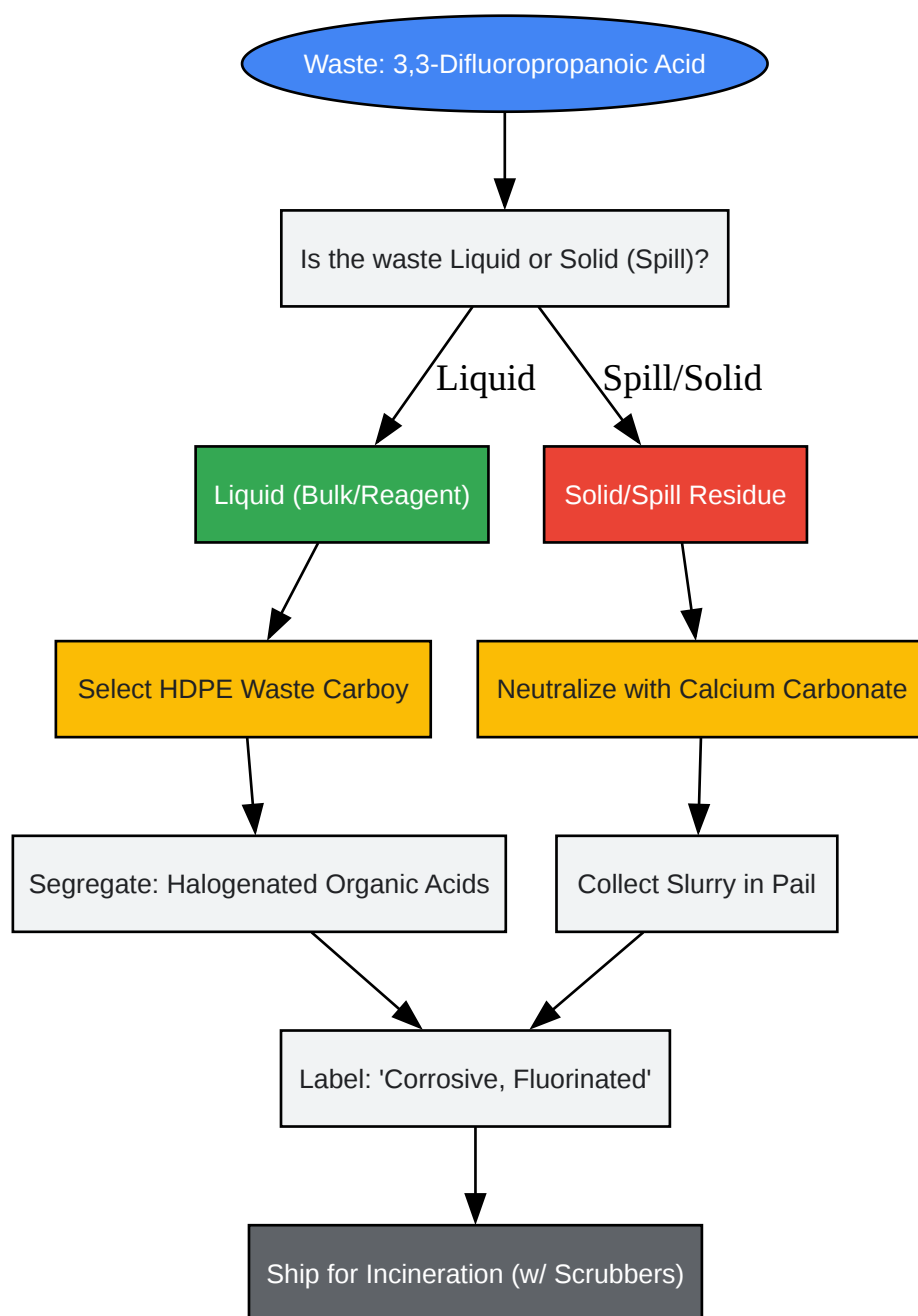 Waste: 3,3-Difluoropropanoic Acid
Is the waste Liquid or Solid (Spill)?
Liquid
Spill/Solid
Liquid (Bulk/Reagent)
Solid/Spill Residue
Select HDPE Waste Carboy
Neutralize with Calcium Carbonate
Segregate: Halogenated Organic Acids
Collect Slurry in Pail
Label: 'Corrosive, Fluorinated'
Ship for Incineration (w/ Scrubbers)